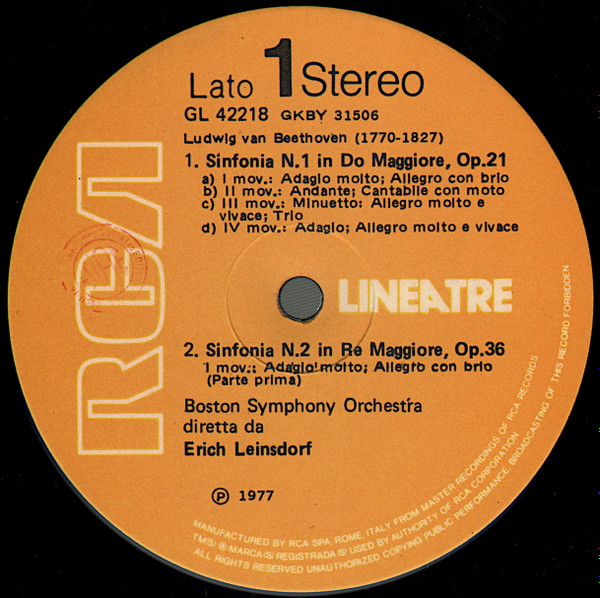 Lato 1 Stereo
GL 42218 GKBY 31506
Ludwig van Beethoven (1770-1827)
1. Sinfonia N.1 in Do Maggiore, Op.21
a) I mov.: Adagio molto; Allegro con brio
b) II mov.: Andante; Cantabile con moto
c) III mov.: Minuetto: Allegro molto e
vivace; Trio
d) IV mov.: Adagio; Allegro molto e vivace
RCA
LINEATRE
2. Sinfonia N.2 in Re Maggiore, Op.36
I mov.: Adagio molto; Allegro con brio
(Parte prima)
Boston Symphony Orchestra
diretta da
Erich Leinsdorf
℗ 1977
MANUFACTURED BY RCA SPA, ROME, ITALY, FROM MASTER RECORDINGS OF RCA RECORDS
TM(S) ® MARCA(S) REGISTRADA(S) USED BY AUTHORITY OF RCA CORPORATION
ALL RIGHTS RESERVED UNAUTHORIZED COPYING PUBLIC PERFORMANCE BROADCASTING OF THIS RECORD FORBIDDEN